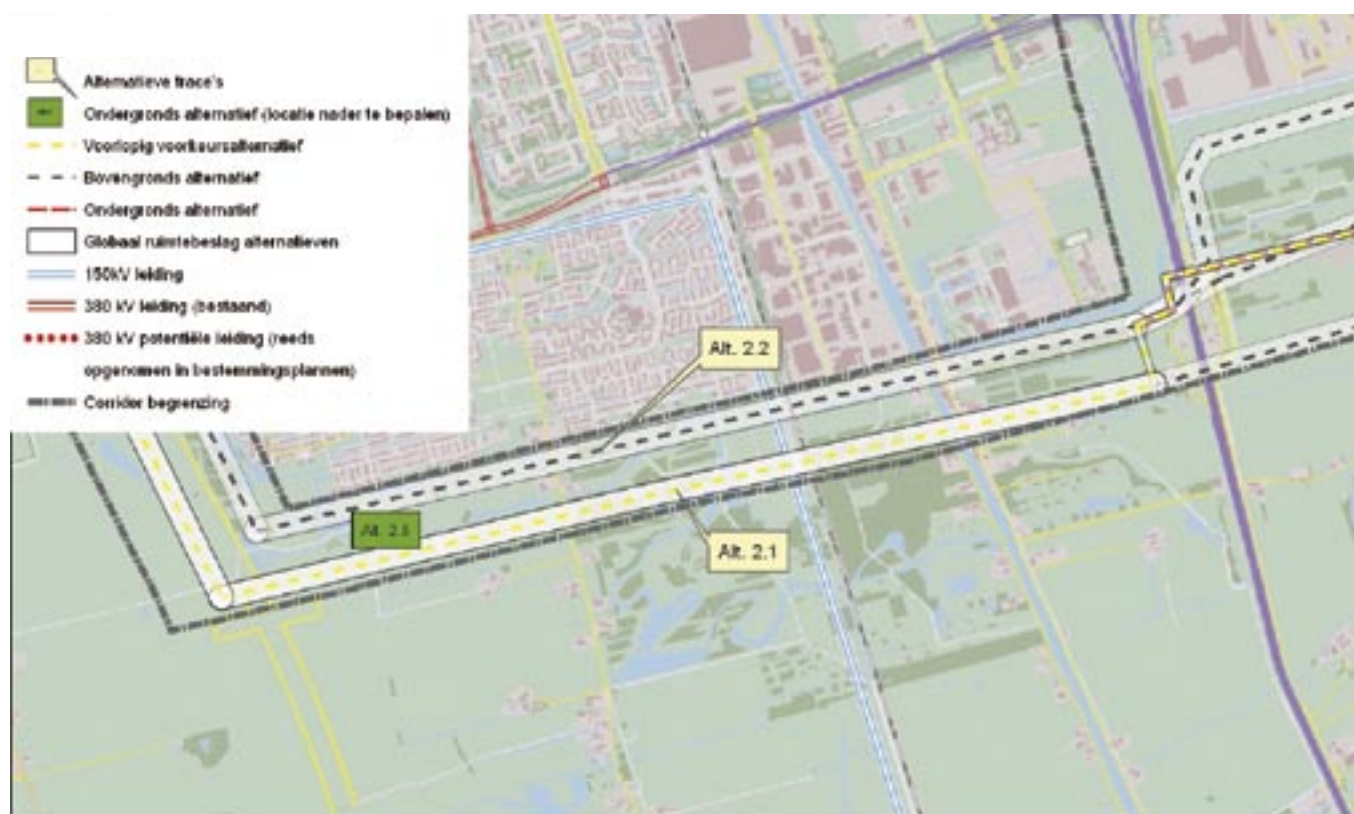 Alternatieve trace's
Ondergronds alternatief (locatie nader te bepalen)
Voorlopig voorkeursalternatief
Bovengronds alternatief
Ondergronds alternatief
Globaal ruimtebeslag alternatieven
150kV leiding
380 kV leiding (bestaand)
380 kV potentiële leiding (reeds
opgenomen in bestemmingsplannen)
Corridor begrenzing
Alt. 2.2
Alt. 2.1
Alt.